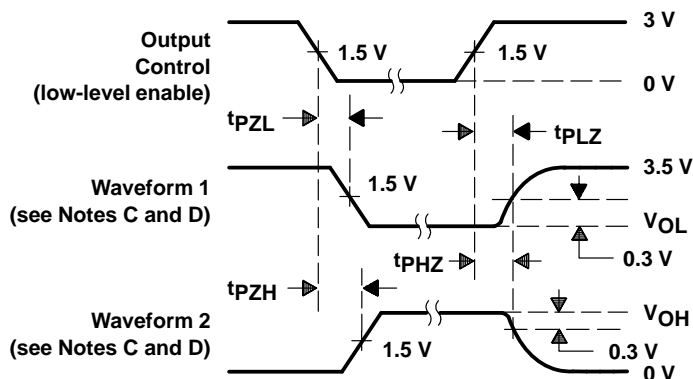 Output
Control
(low-level enable)
1.5 V
1.5 V
3 V
0 V
tPZL
tPLZ
Waveform 1
(see Notes C and D)
1.5 V
3.5 V
VOL
0.3 V
tPHZ
tPZH
Waveform 2
(see Notes C and D)
1.5 V
VOH
0.3 V
0 V